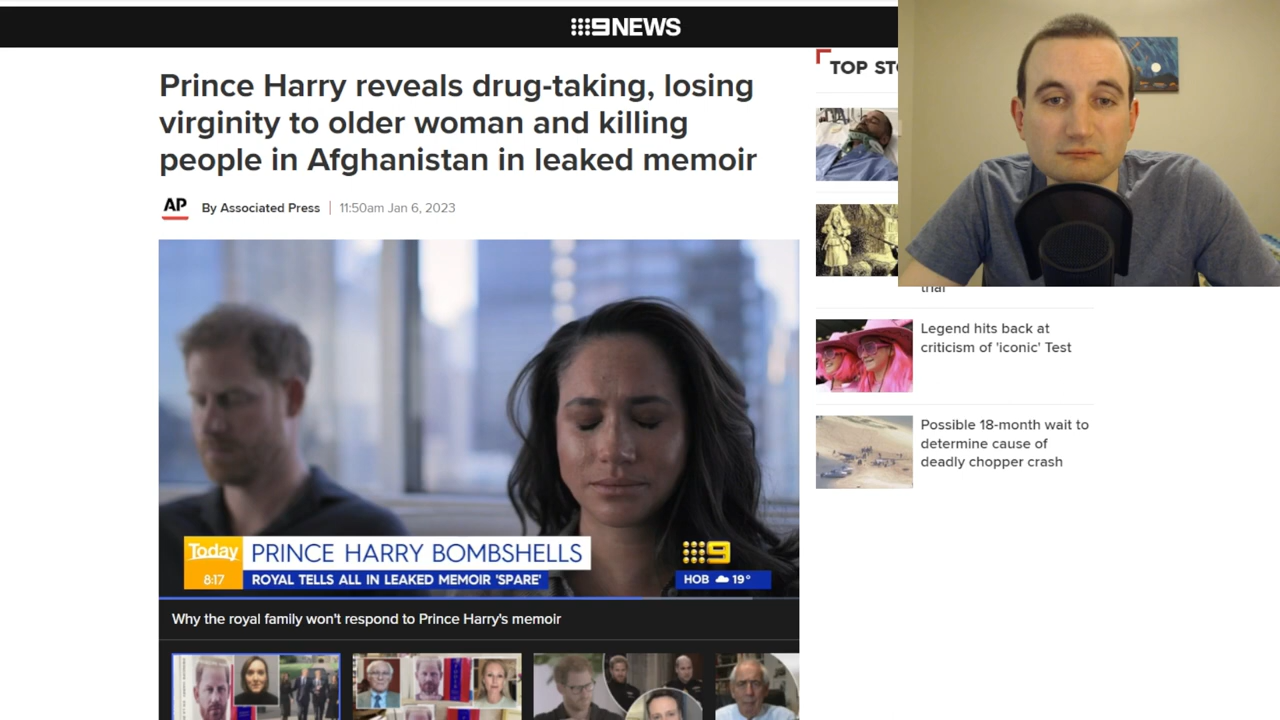 9NEWS
Prince Harry reveals drug-taking, losing
virginity to older woman and killing
people in Afghanistan in leaked memoir
AP
By Associated Press | 11:50am Jan 6, 2023
TOP
trial
Legend hits back at
criticism of 'iconic' Test
Possible 18-month wait to
determine cause of
deadly chopper crash
Today
8:17
PRINCE HARRY BOMBSHELLS
ROYAL TELLS ALL IN LEAKED MEMOIR 'SPARE'
9
HOB 19°
Why the royal family won't respond to Prince Harry's memoir